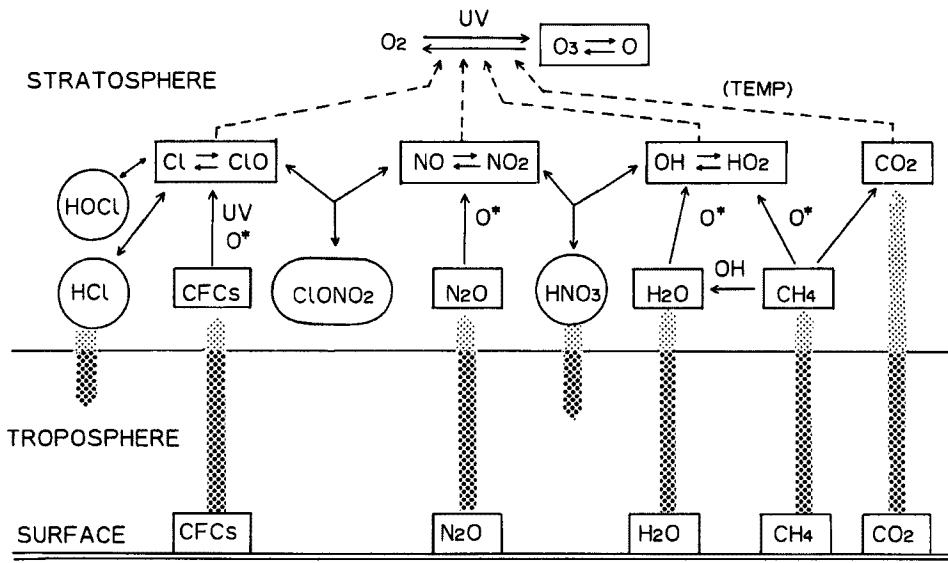 UV
O2
O3 ⇄ O
STRATOSPHERE
(TEMP)
Cl ⇄ ClO
NO ⇄ NO2
OH ⇄ HO2
CO2
HOCl
UV
O*
O*
O*
O*
OH
HCl
CFCs
ClONO2
N2O
HNO3
H2O
CH4
TROPOSPHERE
SURFACE
CFCs
N2O
H2O
CH4
CO2